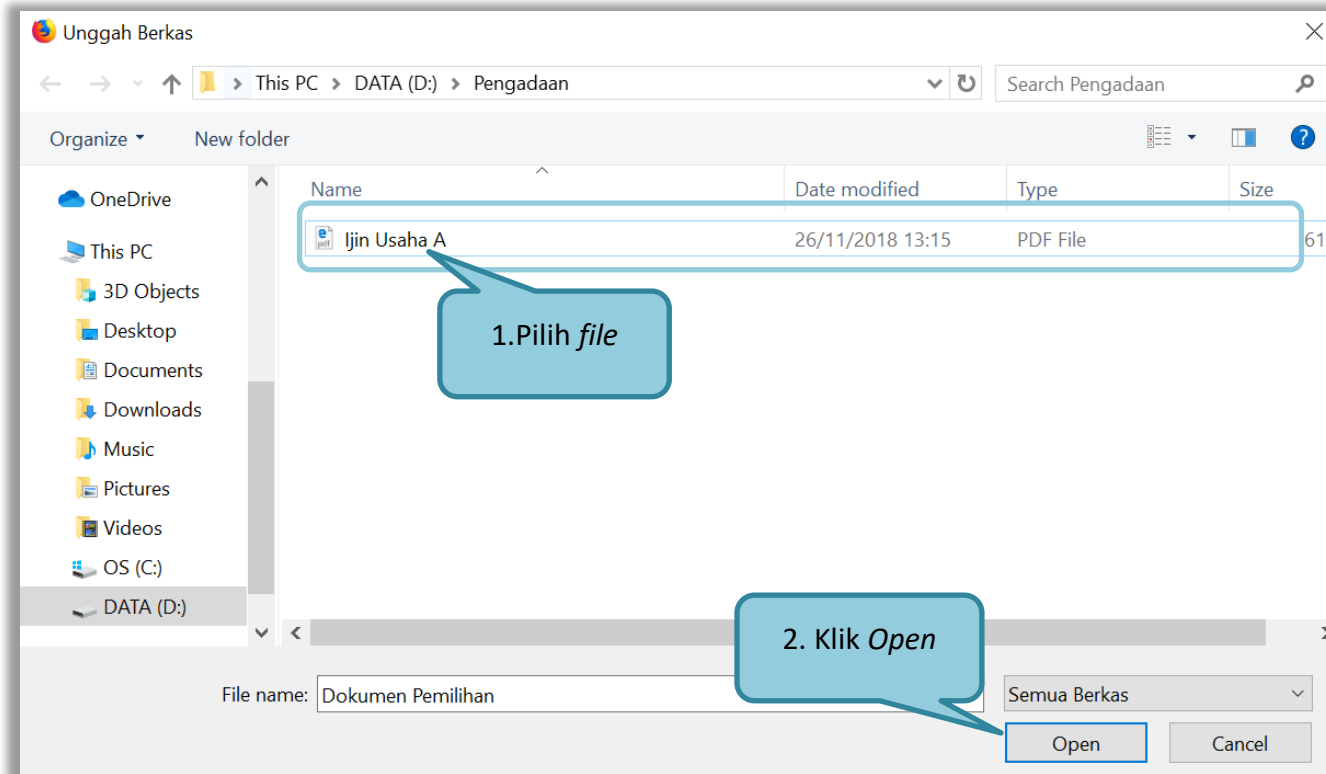 Unggah Berkas
This PC > DATA (D:) > Pengadaan
Search Pengadaan
Organize
New folder
Name
Date modified
Type
Size
Ijin Usaha A
26/11/2018 13:15
PDF File
61
1.Pilih file
OneDrive
This PC
3D Objects
Desktop
Documents
Downloads
Music
Pictures
Videos
OS (C:)
DATA (D:)
2. Klik Open
File name:
Dokumen Pemilihan
Semua Berkas
Open
Cancel